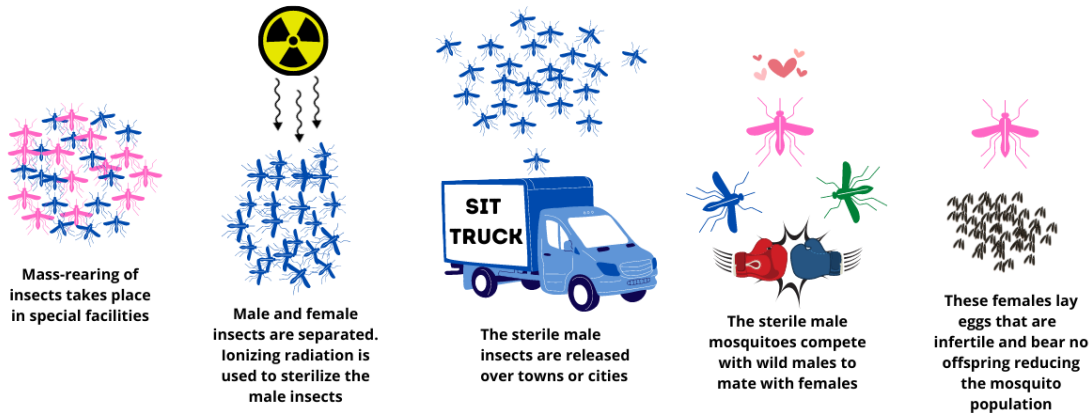 Mass-rearing of
insects takes place
in special facilities
Male and female
insects are separated.
Ionizing radiation is
used to sterilize the
male insects
SIT
TRUCK
The sterile male
insects are released
over towns or cities
The sterile male
mosquitoes compete
with wild males to
mate with females
These females lay
eggs that are
infertile and bear no
offspring reducing
the mosquito
population